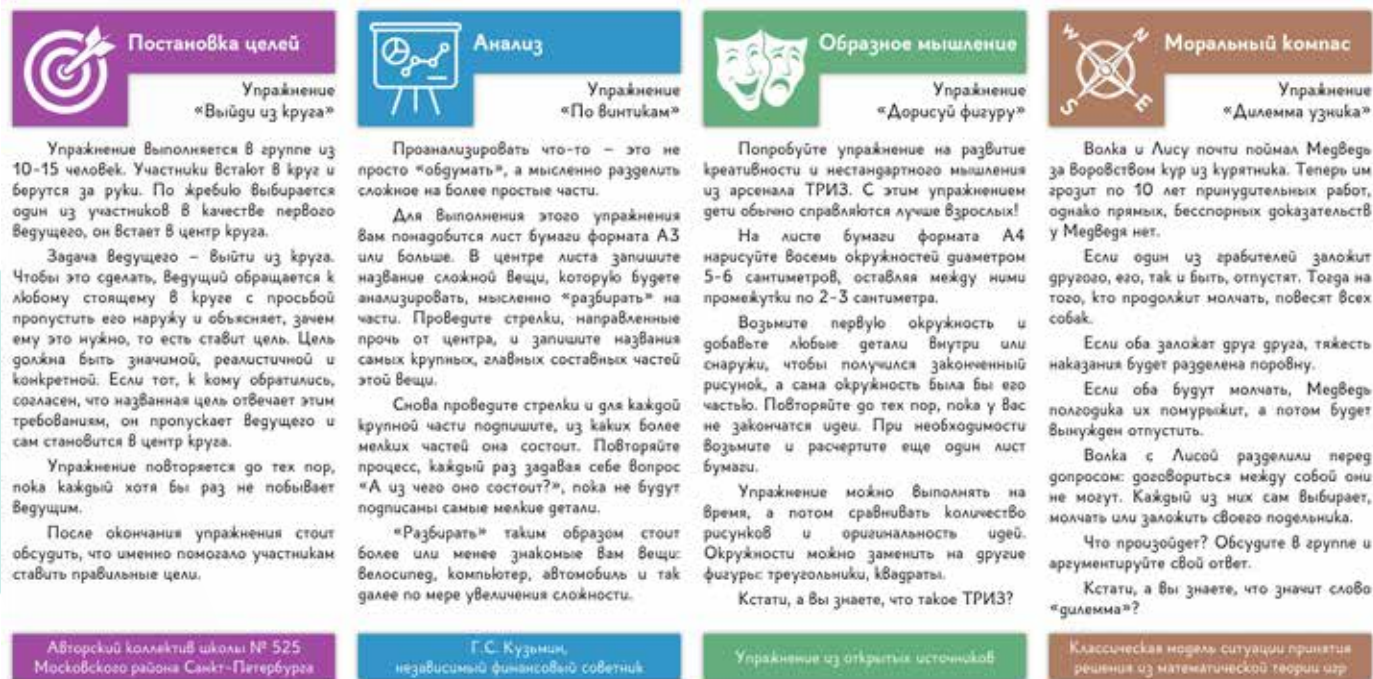 Постановка целей
Упражнение
«Выйди из круга»
Упражнение выполняется в группе из
10-15 человек. Участники встают в круг и
берутся за руки. По жребию выбирается
один из участников в качестве первого
ведущего, он встает в центр круга.
Задача ведущего – выйти из круга.
Чтобы это сделать, ведущий обращается к
любому стоящему в круге с просьбой
пропустить его наружу и объясняет, зачем
ему это нужно, то есть ставит цель. Цель
должна быть значимой, реалистичной и
конкретной. Если тот, к кому обратились,
согласен, что названная цель отвечает этим
требованиям, он пропускает ведущего и
сам становится в центр круга.
Упражнение повторяется до тех пор,
пока каждый хотя бы раз не побывает
ведущим.
После окончания упражнения стоит
обсудить, что именно помогало участникам
ставить правильные цели.
Авторский коллектив школы № 525
Московского района Санкт-Петербурга
Анализ
Упражнение
«По винтикам»
Проанализировать что-то – это не
просто «обдумать», а мысленно разделить
сложное на более простые части.
Для выполнения этого упражнения
вам понадобится лист бумаги формата А3
или больше. В центре листа запишите
название сложной вещи, которую будете
анализировать, мысленно «разбирать» на
части. Проведите стрелки, направленные
прочь от центра, и запишите названия
самых крупных, главных составных частей
этой вещи.
Снова проведите стрелки и для каждой
крупной части подпишите, из каких более
мелких частей она состоит. Повторяйте
процесс, каждый раз задавая себе вопрос
«А из чего оно состоит?», пока не будут
подписаны самые мелкие детали.
«Разбирать» таким образом стоит
более или менее знакомые вам вещи:
велосипед, компьютер, автомобиль и так
далее по мере увеличения сложности.
Г.С. Кузьмин,
независимый финансовый советник
Образное мышление
Упражнение
«Дорисуй фигуру»
Попробуйте упражнение на развитие
креативности и нестандартного мышления
из арсенала ТРИЗ. С этим упражнением
дети обычно справляются лучше взрослых!
На листе бумаги формата А4
нарисуйте восемь окружностей диаметром
5-6 сантиметров, оставляя между ними
промежутки по 2-3 сантиметра.
Возьмите первую окружность и
добавьте любые детали внутри или
снаружи, чтобы получился законченный
рисунок, а сама окружность была бы его
частью. Повторяйте до тех пор, пока у вас
не закончатся идеи. При необходимости
возьмите и расчертите еще один лист
бумаги.
Упражнение можно выполнять на
время, а потом сравнивать количество
рисунков и оригинальность идей.
Окружности можно заменить на другие
фигуры: треугольники, квадраты.
Кстати, а вы знаете, что такое ТРИЗ?
Упражнение из открытых источников
W N
S E
Моральный компас
Упражнение
«Дилемма узника»
Волка и Лису почти поймал Медведь
за воровством кур из курятника. Теперь им
грозит по 10 лет принудительных работ,
однако прямых, бесспорных доказательств
у Медведя нет.
Если один из грабителей заложит
другого, его, так и быть, отпустят. Тогда на
того, кто продолжит молчать, повесят всех
собак.
Если оба заложат друг друга, тяжесть
наказания будет разделена поровну.
Если оба будут молчать, Медведь
полгодика их помурыжит, а потом будет
вынужден отпустить.
Волка с Лисой разделили перед
допросом: договориться между собой они
не могут. Каждый из них сам выбирает,
молчать или заложить своего подельника.
Что произойдет? Обсудите в группе и
аргументируйте свой ответ.
Кстати, а вы знаете, что значит слово
«дилемма»?
Классическая модель ситуации принятия
решения из математической теории игр